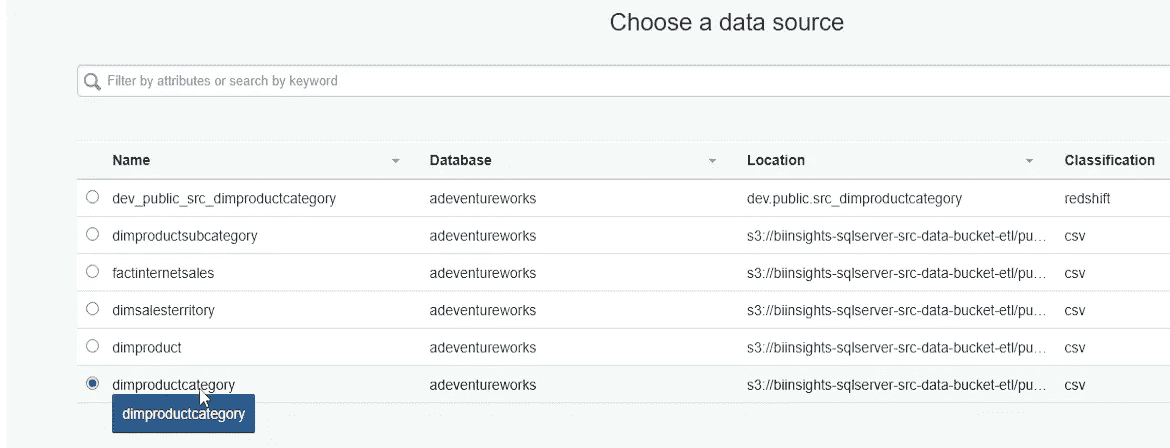 Choose a data source
Filter by attributes or search by keyword
Name Database Location Classification
dev_public_src_dimproductcategory adeventureworks dev.public.src_dimproductcategory redshift
dimproductsubcategory adeventureworks s3://biinsights-sqlserver-src-data-bucket-etl/pu... csv
factinternetsales adeventureworks s3://biinsights-sqlserver-src-data-bucket-etl/pu... csv
dimsalesterritory adeventureworks s3://biinsights-sqlserver-src-data-bucket-etl/pu... csv
dimproduct adeventureworks s3://biinsights-sqlserver-src-data-bucket-etl/pu... csv
dimproductcategory adeventureworks s3://biinsights-sqlserver-src-data-bucket-etl/pu... csv
dimproductcategory